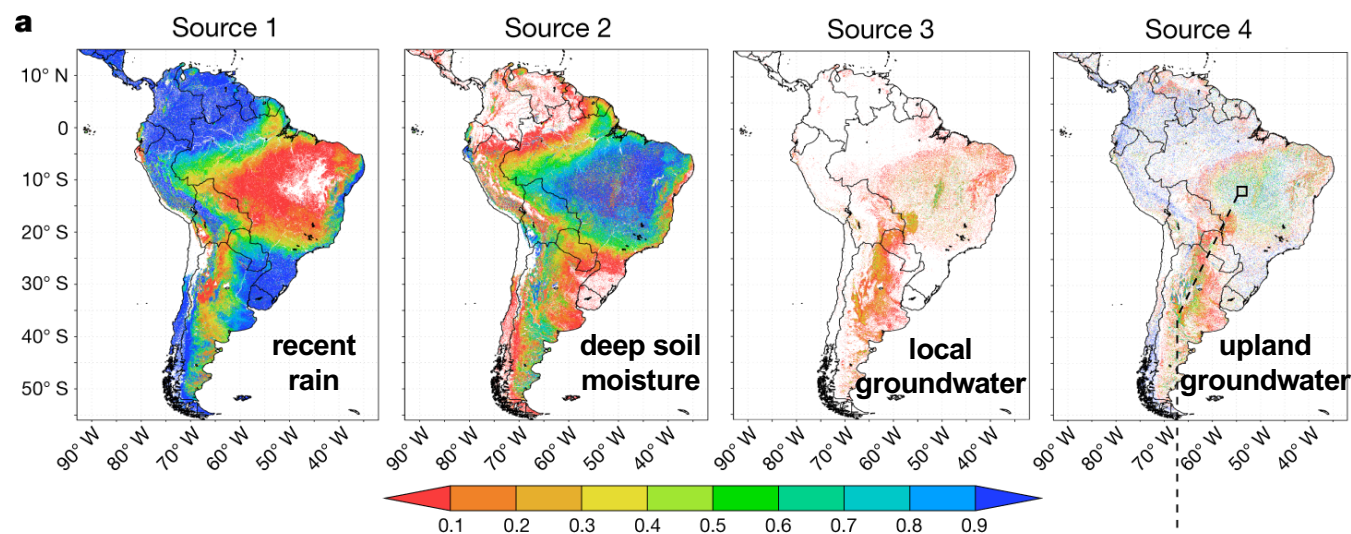 a
Source 1
Source 2
Source 3
Source 4
10° N
0
10° S
20° S
30° S
40° S
50° S
recent
rain
deep soil
moisture
local
groundwater
upland
groundwater
90° W
80° W
70° W
60° W
50° W
40° W
90° W
80° W
70° W
60° W
50° W
40° W
90° W
80° W
70° W
60° W
50° W
40° W
90° W
80° W
70° W
60° W
50° W
40° W
0.1 0.2 0.3 0.4 0.5 0.6 0.7 0.8 0.9